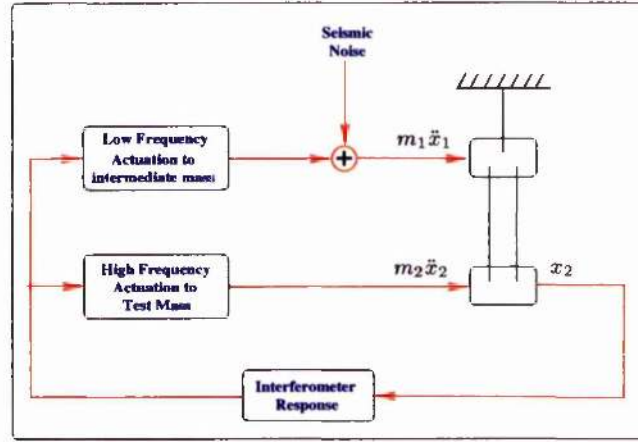 Seismic
Noise
Low Frequency
Actuation to
intermediate mass
+
m₁ẍ₁
High Frequency
Actuation to
Test Mass
m₂ẍ₂
x₂
Interferometer
Response